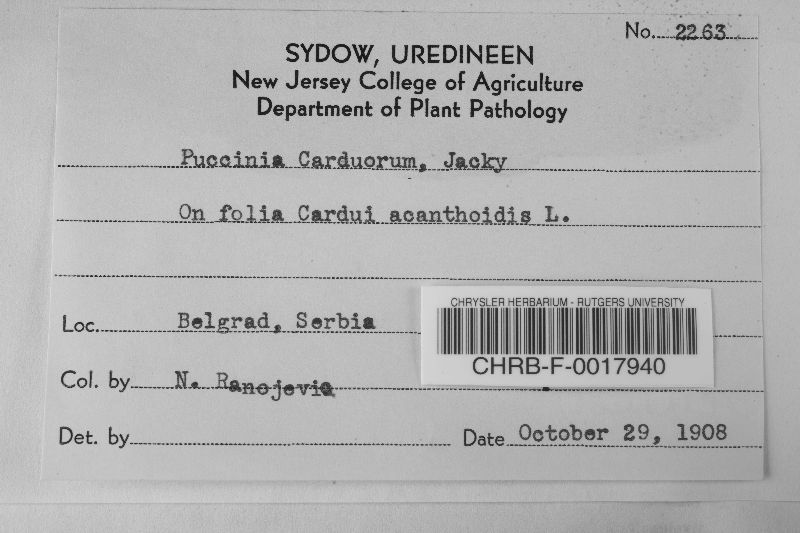 No. 2263
SYDOW, UREDINEEN
New Jersey College of Agriculture
Department of Plant Pathology
Puccinia Carduorum, Jacky
On folia Cardui acanthoidis L.
Loc. Belgrad, Serbia
CHRYSLER HERBARIUM - RUTGERS UNIVERSITY
CHRB-F-0017940
Col. by N. Ranojevic
Det. by
Date October 29, 1908